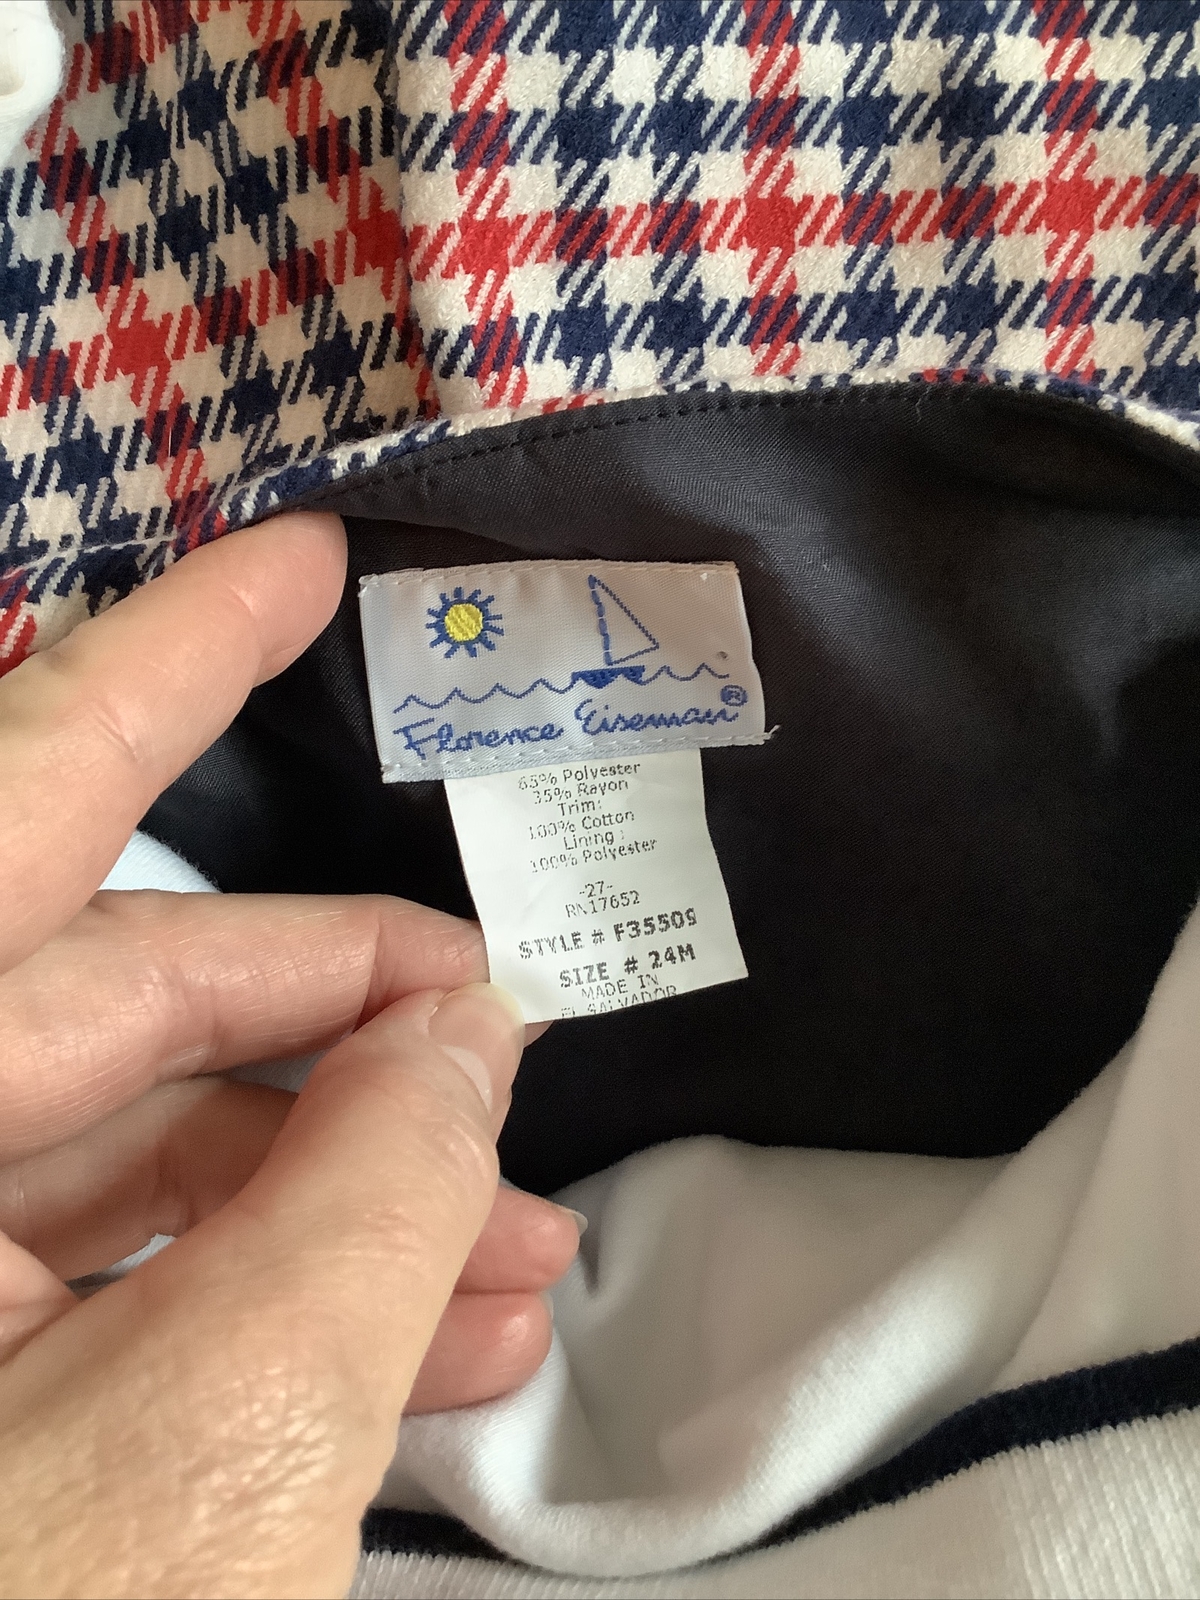 Florence Eiseman®
65% Polyester
35% Rayon
Trim:
100% Cotton
Lining:
100% Polyester
-27-
RN17652
STYLE # F35509
SIZE # 24M
MADE IN
EL SALVADOR